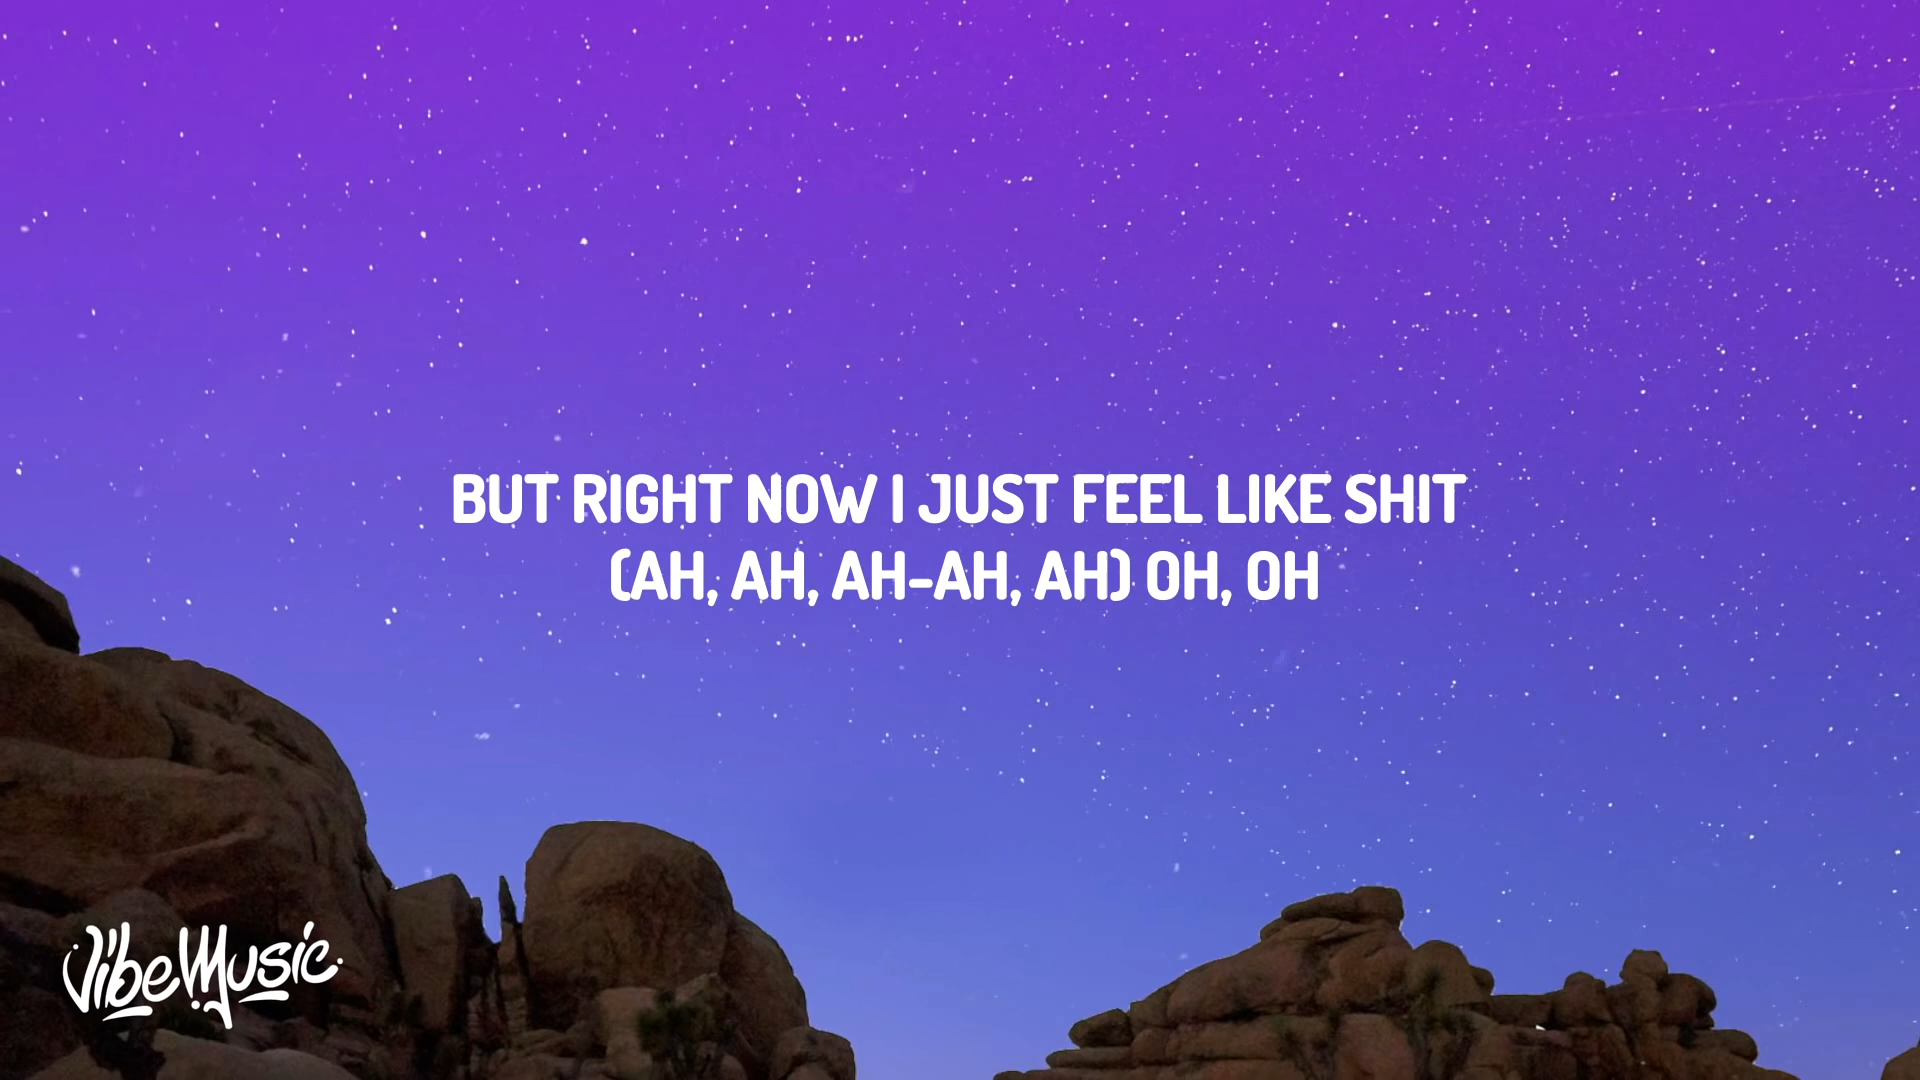 BUT RIGHT NOW I JUST FEEL LIKE SHIT
(AH, AH, AH-AH, AH) OH, OH
VibeMusic